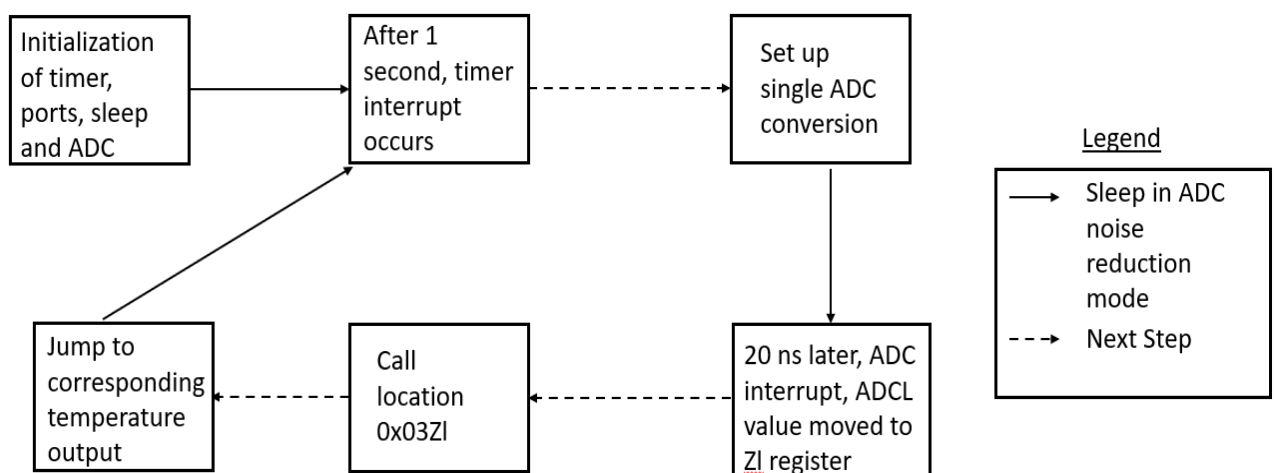 Initialization
of timer,
ports, sleep
and ADC
After 1
second, timer
interrupt
occurs
Set up
single ADC
conversion
Legend
Sleep in ADC
noise
reduction
mode
Next Step
Jump to
corresponding
temperature
output
Call
location
0x03Zl
20 ns later, ADC
interrupt, ADCL
value moved to
Zl register